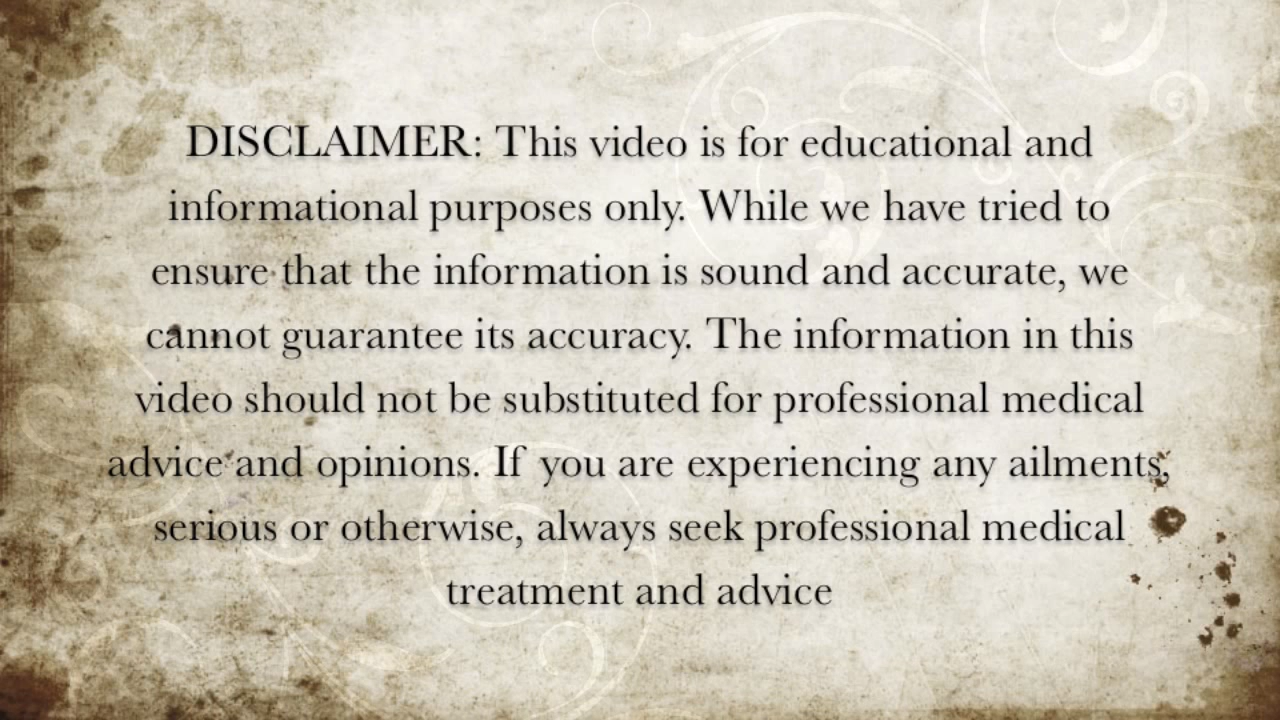 DISCLAIMER: This video is for educational and
informational purposes only. While we have tried to
ensure that the information is sound and accurate, we
cannot guarantee its accuracy. The information in this
video should not be substituted for professional medical
advice and opinions. If you are experiencing any ailments,
serious or otherwise, always seek professional medical
treatment and advice